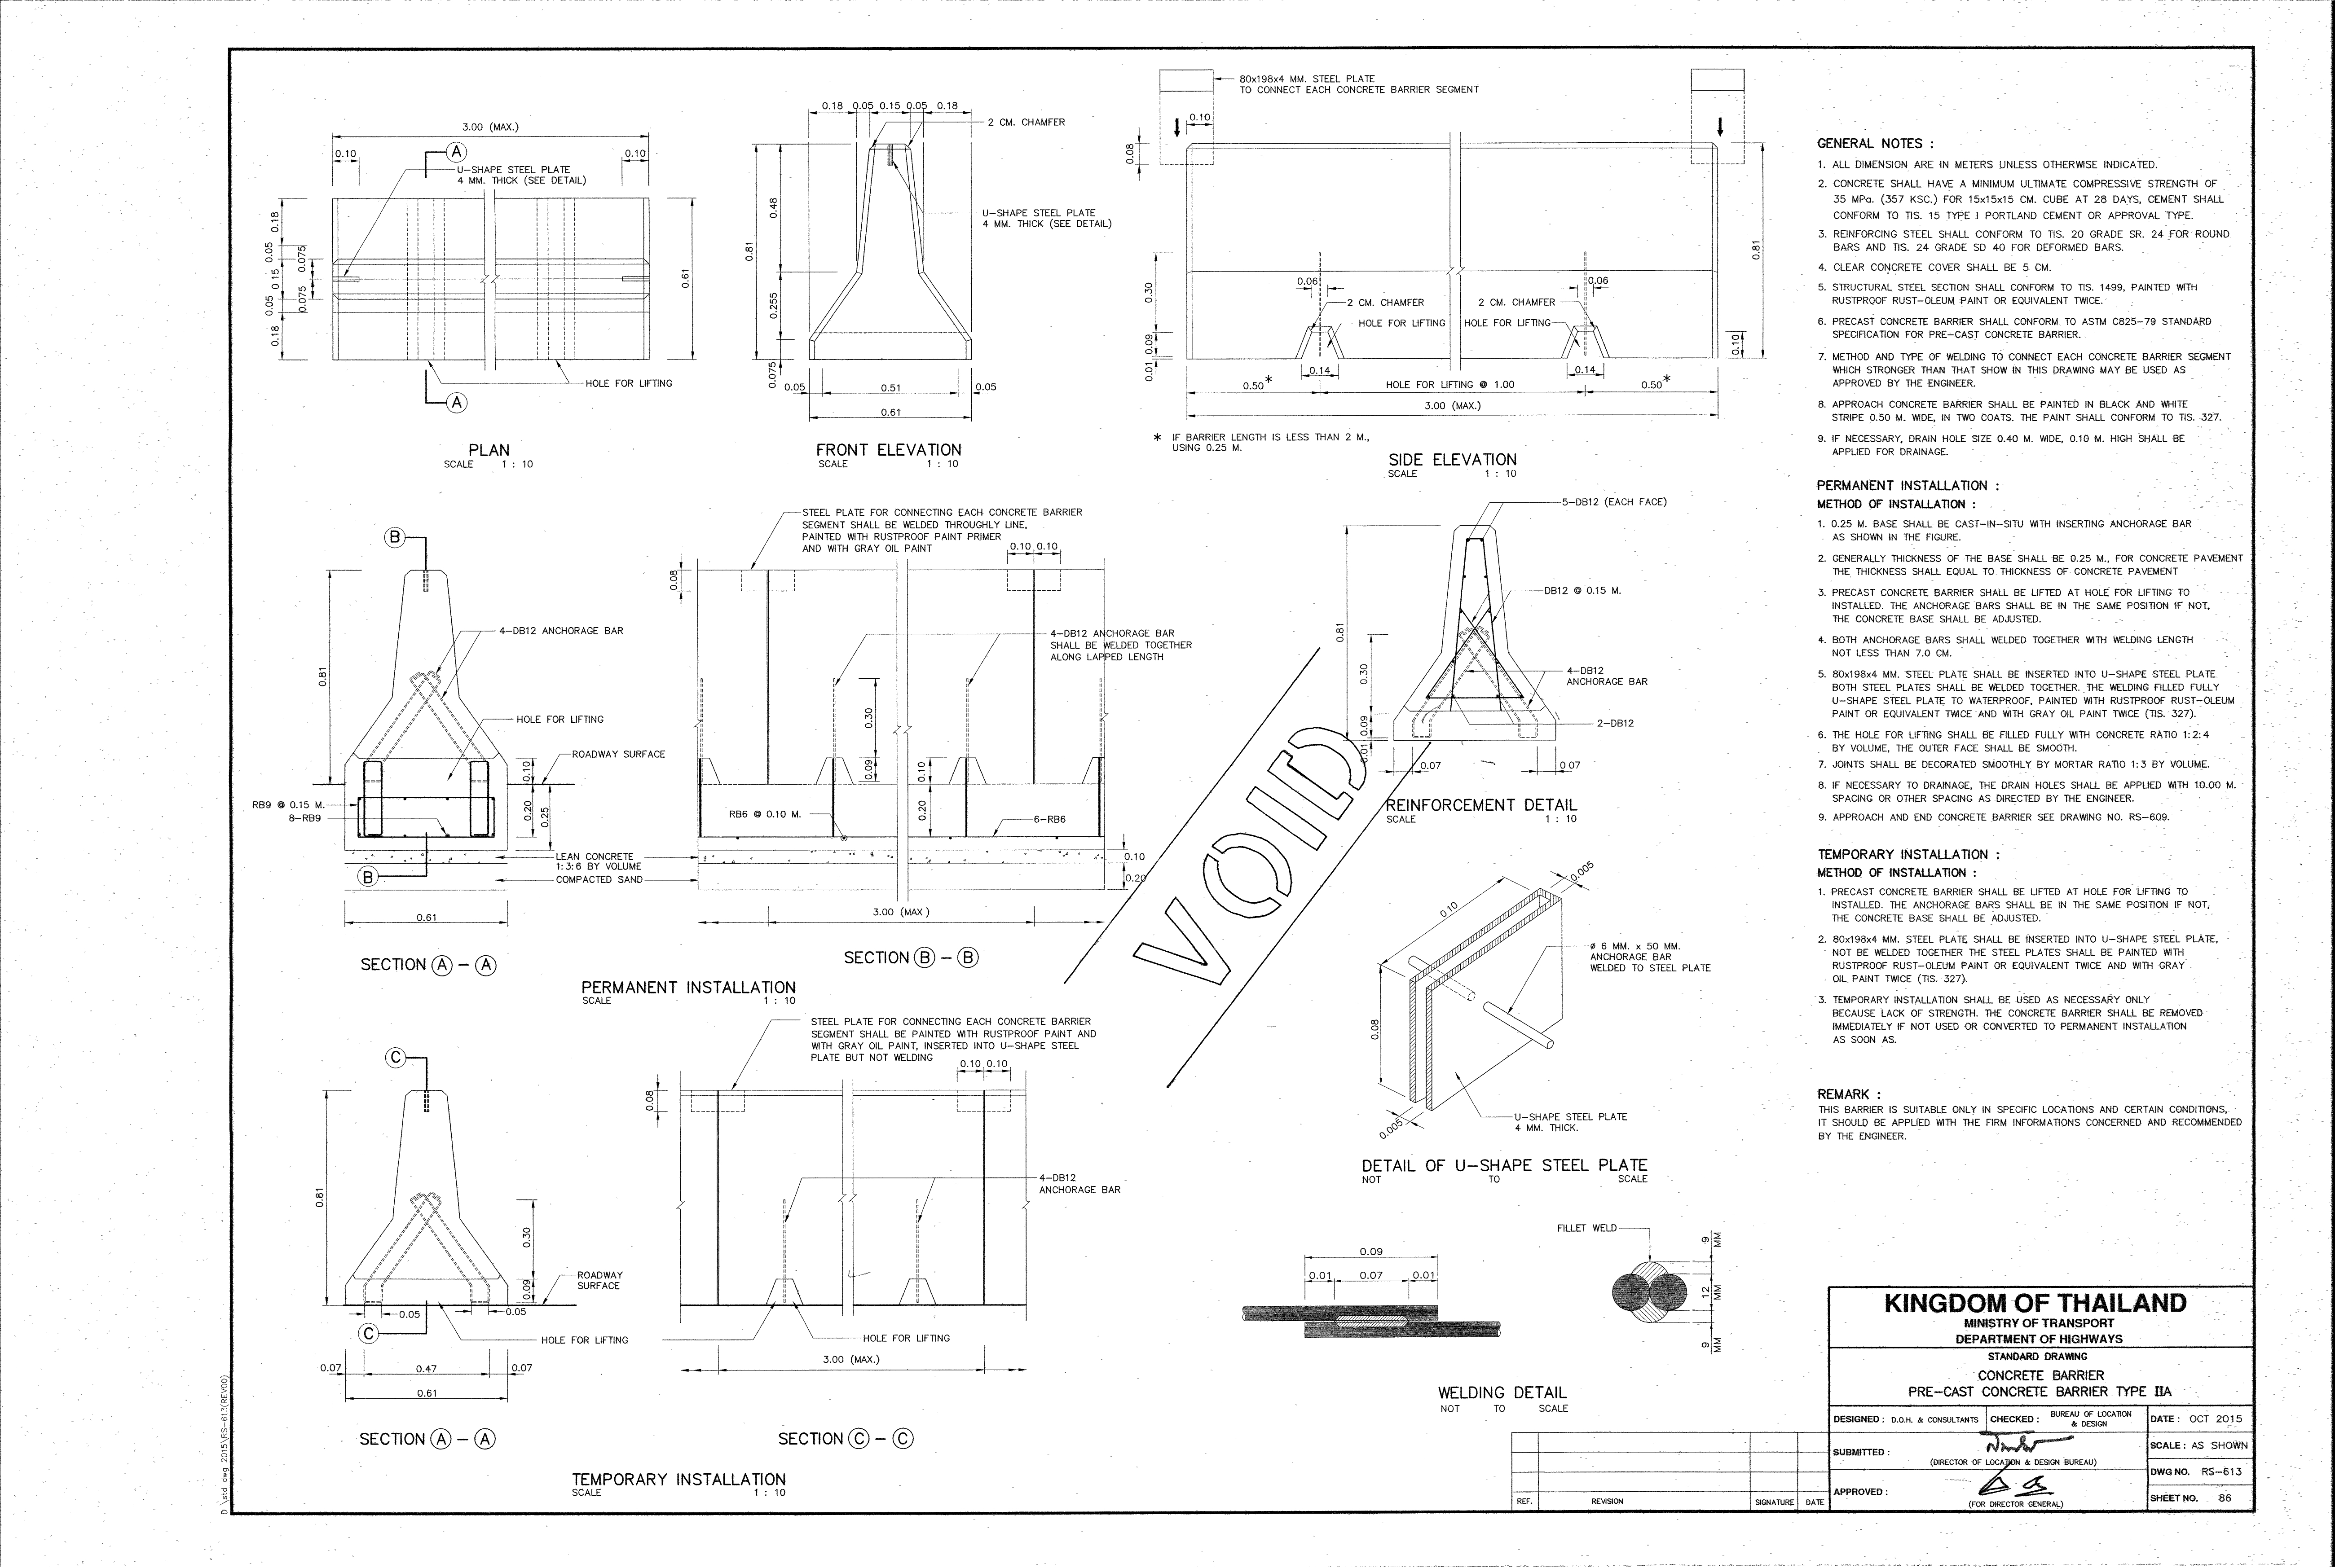 3.00 (MAX.)
0.10
A
0.10
U-SHAPE STEEL PLATE
4 MM. THICK (SEE DETAIL)
0.18
0.05
0.15
0.05
0.18
0.075
0.075
0.61
HOLE FOR LIFTING
A
PLAN
SCALE 1 : 10
0.18 0.05 0.15 0.05 0.18
2 CM. CHAMFER
0.48
0.81
U-SHAPE STEEL PLATE
4 MM. THICK (SEE DETAIL)
0.255
0.075
0.05 0.51 0.05
0.61
FRONT ELEVATION
SCALE 1 : 10
80x198x4 MM. STEEL PLATE
TO CONNECT EACH CONCRETE BARRIER SEGMENT
0.10
0.08
0.81
0.30
0.06 0.06
2 CM. CHAMFER 2 CM. CHAMFER
HOLE FOR LIFTING HOLE FOR LIFTING
0.09
0.01
0.10
0.14 0.14
0.50* HOLE FOR LIFTING @ 1.00 0.50*
3.00 (MAX.)
* IF BARRIER LENGTH IS LESS THAN 2 M.,
USING 0.25 M.
SIDE ELEVATION
SCALE 1 : 10
B
0.81
4-DB12 ANCHORAGE BAR
HOLE FOR LIFTING
ROADWAY SURFACE
0.10
0.20
0.25
RB9 @ 0.15 M.
8-RB9
LEAN CONCRETE
1:3:6 BY VOLUME
COMPACTED SAND
B
0.61
SECTION A - A
STEEL PLATE FOR CONNECTING EACH CONCRETE BARRIER
SEGMENT SHALL BE WELDED THROUGHLY LINE,
PAINTED WITH RUSTPROOF PAINT PRIMER
AND WITH GRAY OIL PAINT
0.10 0.10
0.08
4-DB12 ANCHORAGE BAR
SHALL BE WELDED TOGETHER
ALONG LAPPED LENGTH
0.30
0.09
0.10
0.20
RB6 @ 0.10 M.
6-RB6
0.10
0.20
3.00 (MAX )
SECTION B - B
PERMANENT INSTALLATION
SCALE 1 : 10
5-DB12 (EACH FACE)
DB12 @ 0.15 M.
0.81
0.30
4-DB12
ANCHORAGE BAR
2-DB12
0.09
0.01
0.07 0 07
REINFORCEMENT DETAIL
SCALE 1 : 10
VOID
0.005
0.10
ø 6 MM. x 50 MM.
ANCHORAGE BAR
WELDED TO STEEL PLATE
0.08
U-SHAPE STEEL PLATE
4 MM. THICK.
0.005
DETAIL OF U-SHAPE STEEL PLATE
NOT TO SCALE
C
0.81
0.30
0.09
ROADWAY
SURFACE
0.05 0.05
C
HOLE FOR LIFTING
0.07 0.47 0.07
0.61
SECTION A - A
STEEL PLATE FOR CONNECTING EACH CONCRETE BARRIER
SEGMENT SHALL BE PAINTED WITH RUSTPROOF PAINT AND
WITH GRAY OIL PAINT, INSERTED INTO U-SHAPE STEEL
PLATE BUT NOT WELDING
0.10 0.10
0.08
4-DB12
ANCHORAGE BAR
HOLE FOR LIFTING
3.00 (MAX.)
SECTION C - C
TEMPORARY INSTALLATION
SCALE 1 : 10
0.09
0.01 0.07 0.01
FILLET WELD
9 MM
12 MM
9 MM
WELDING DETAIL
NOT TO SCALE
GENERAL NOTES :
1. ALL DIMENSION ARE IN METERS UNLESS OTHERWISE INDICATED.
2. CONCRETE SHALL HAVE A MINIMUM ULTIMATE COMPRESSIVE STRENGTH OF
35 MPa. (357 KSC.) FOR 15x15x15 CM. CUBE AT 28 DAYS, CEMENT SHALL
CONFORM TO TIS. 15 TYPE I PORTLAND CEMENT OR APPROVAL TYPE.
3. REINFORCING STEEL SHALL CONFORM TO TIS. 20 GRADE SR. 24 FOR ROUND
BARS AND TIS. 24 GRADE SD 40 FOR DEFORMED BARS.
4. CLEAR CONCRETE COVER SHALL BE 5 CM.
5. STRUCTURAL STEEL SECTION SHALL CONFORM TO TIS. 1499, PAINTED WITH
RUSTPROOF RUST-OLEUM PAINT OR EQUIVALENT TWICE.
6. PRECAST CONCRETE BARRIER SHALL CONFORM TO ASTM C825-79 STANDARD
SPECIFICATION FOR PRE-CAST CONCRETE BARRIER.
7. METHOD AND TYPE OF WELDING TO CONNECT EACH CONCRETE BARRIER SEGMENT
WHICH STRONGER THAN THAT SHOW IN THIS DRAWING MAY BE USED AS
APPROVED BY THE ENGINEER.
8. APPROACH CONCRETE BARRIER SHALL BE PAINTED IN BLACK AND WHITE
STRIPE 0.50 M. WIDE, IN TWO COATS. THE PAINT SHALL CONFORM TO TIS. 327.
9. IF NECESSARY, DRAIN HOLE SIZE 0.40 M. WIDE, 0.10 M. HIGH SHALL BE
APPLIED FOR DRAINAGE.
PERMANENT INSTALLATION :
METHOD OF INSTALLATION :
1. 0.25 M. BASE SHALL BE CAST-IN-SITU WITH INSERTING ANCHORAGE BAR
AS SHOWN IN THE FIGURE.
2. GENERALLY THICKNESS OF THE BASE SHALL BE 0.25 M., FOR CONCRETE PAVEMENT
THE THICKNESS SHALL EQUAL TO THICKNESS OF CONCRETE PAVEMENT
3. PRECAST CONCRETE BARRIER SHALL BE LIFTED AT HOLE FOR LIFTING TO
INSTALLED. THE ANCHORAGE BARS SHALL BE IN THE SAME POSITION IF NOT,
THE CONCRETE BASE SHALL BE ADJUSTED.
4. BOTH ANCHORAGE BARS SHALL WELDED TOGETHER WITH WELDING LENGTH
NOT LESS THAN 7.0 CM.
5. 80x198x4 MM. STEEL PLATE SHALL BE INSERTED INTO U-SHAPE STEEL PLATE
BOTH STEEL PLATES SHALL BE WELDED TOGETHER. THE WELDING FILLED FULLY
U-SHAPE STEEL PLATE TO WATERPROOF, PAINTED WITH RUSTPROOF RUST-OLEUM
PAINT OR EQUIVALENT TWICE AND WITH GRAY OIL PAINT TWICE (TIS. 327).
6. THE HOLE FOR LIFTING SHALL BE FILLED FULLY WITH CONCRETE RATIO 1:2:4
BY VOLUME, THE OUTER FACE SHALL BE SMOOTH.
7. JOINTS SHALL BE DECORATED SMOOTHLY BY MORTAR RATIO 1:3 BY VOLUME.
8. IF NECESSARY TO DRAINAGE, THE DRAIN HOLES SHALL BE APPLIED WITH 10.00 M.
SPACING OR OTHER SPACING AS DIRECTED BY THE ENGINEER.
9. APPROACH AND END CONCRETE BARRIER SEE DRAWING NO. RS-609.
TEMPORARY INSTALLATION :
METHOD OF INSTALLATION :
1. PRECAST CONCRETE BARRIER SHALL BE LIFTED AT HOLE FOR LIFTING TO
INSTALLED. THE ANCHORAGE BARS SHALL BE IN THE SAME POSITION IF NOT,
THE CONCRETE BASE SHALL BE ADJUSTED.
2. 80x198x4 MM. STEEL PLATE SHALL BE INSERTED INTO U-SHAPE STEEL PLATE,
NOT BE WELDED TOGETHER THE STEEL PLATES SHALL BE PAINTED WITH
RUSTPROOF RUST-OLEUM PAINT OR EQUIVALENT TWICE AND WITH GRAY
OIL PAINT TWICE (TIS. 327).
3. TEMPORARY INSTALLATION SHALL BE USED AS NECESSARY ONLY
BECAUSE LACK OF STRENGTH. THE CONCRETE BARRIER SHALL BE REMOVED
IMMEDIATELY IF NOT USED OR CONVERTED TO PERMANENT INSTALLATION
AS SOON AS.
REMARK :
THIS BARRIER IS SUITABLE ONLY IN SPECIFIC LOCATIONS AND CERTAIN CONDITIONS,
IT SHOULD BE APPLIED WITH THE FIRM INFORMATIONS CONCERNED AND RECOMMENDED
BY THE ENGINEER.
KINGDOM OF THAILAND
MINISTRY OF TRANSPORT
DEPARTMENT OF HIGHWAYS
STANDARD DRAWING
CONCRETE BARRIER
PRE-CAST CONCRETE BARRIER TYPE IIA
DESIGNED : D.O.H. & CONSULTANTS CHECKED : BUREAU OF LOCATION & DESIGN DATE : OCT 2015
SUBMITTED :
(DIRECTOR OF LOCATION & DESIGN BUREAU)
SCALE : AS SHOWN
DWG NO. RS-613
APPROVED :
(FOR DIRECTOR GENERAL)
SHEET NO. 86
REF. REVISION SIGNATURE DATE
D \std dwg 2015\RS-613(REV00)